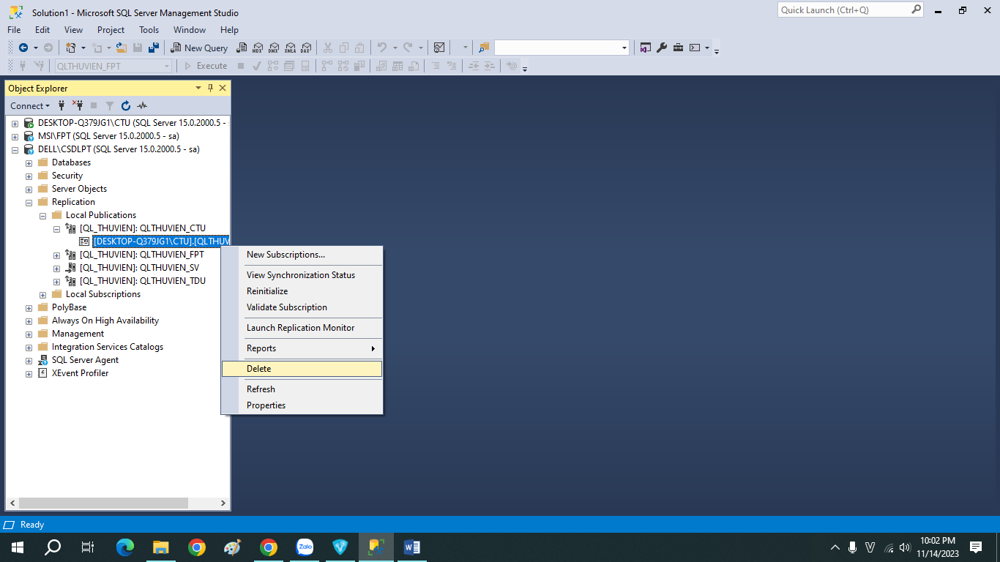 Solution1 - Microsoft SQL Server Management Studio
Quick Launch (Ctrl+Q)
File Edit View Project Tools Window Help
New Query MDX DMX XMLA DAX
QLTHUVIEN_FPT Execute
Object Explorer
Connect
DESKTOP-Q379JG1\CTU (SQL Server 15.0.2000.5 -
MSI\FPT (SQL Server 15.0.2000.5 - sa)
DELL\CSDLPT (SQL Server 15.0.2000.5 - sa)
Databases
Security
Server Objects
Replication
Local Publications
[QL_THUVIEN]: QLTHUVIEN_CTU
[DESKTOP-Q379JG1\CTU].[QLTHUV
[QL_THUVIEN]: QLTHUVIEN_FPT
[QL_THUVIEN]: QLTHUVIEN_SV
[QL_THUVIEN]: QLTHUVIEN_TDU
Local Subscriptions
PolyBase
Always On High Availability
Management
Integration Services Catalogs
SQL Server Agent
XEvent Profiler
New Subscriptions...
View Synchronization Status
Reinitialize
Validate Subscription
Launch Replication Monitor
Reports
Delete
Refresh
Properties
Ready
Zalo
10:02 PM
11/14/2023